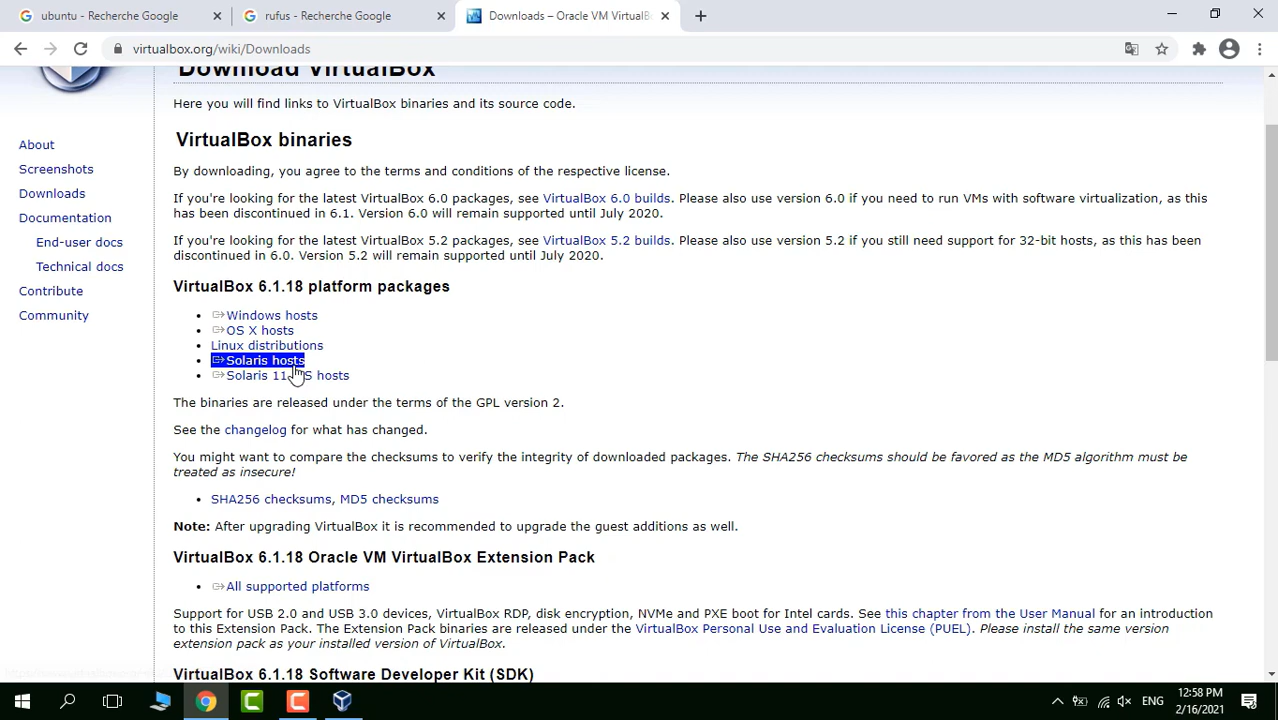 ubuntu - Recherche Google
rufus - Recherche Google
Downloads – Oracle VM VirtualB
virtualbox.org/wiki/Downloads
Download VirtualBox
Here you will find links to VirtualBox binaries and its source code.
About
Screenshots
Downloads
Documentation
End-user docs
Technical docs
Contribute
Community
VirtualBox binaries
By downloading, you agree to the terms and conditions of the respective license.
If you're looking for the latest VirtualBox 6.0 packages, see VirtualBox 6.0 builds. Please also use version 6.0 if you need to run VMs with software virtualization, as this
has been discontinued in 6.1. Version 6.0 will remain supported until July 2020.
If you're looking for the latest VirtualBox 5.2 packages, see VirtualBox 5.2 builds. Please also use version 5.2 if you still need support for 32-bit hosts, as this has been
discontinued in 6.0. Version 5.2 will remain supported until July 2020.
VirtualBox 6.1.18 platform packages
Windows hosts
OS X hosts
Linux distributions
Solaris hosts
Solaris 11 S hosts
The binaries are released under the terms of the GPL version 2.
See the changelog for what has changed.
You might want to compare the checksums to verify the integrity of downloaded packages. The SHA256 checksums should be favored as the MD5 algorithm must be
treated as insecure!
SHA256 checksums, MD5 checksums
Note: After upgrading VirtualBox it is recommended to upgrade the guest additions as well.
VirtualBox 6.1.18 Oracle VM VirtualBox Extension Pack
All supported platforms
Support for USB 2.0 and USB 3.0 devices, VirtualBox RDP, disk encryption, NVMe and PXE boot for Intel cards. See this chapter from the User Manual for an introduction
to this Extension Pack. The Extension Pack binaries are released under the VirtualBox Personal Use and Evaluation License (PUEL). Please install the same version
extension pack as your installed version of VirtualBox.
VirtualBox 6.1.18 Software Developer Kit (SDK)
ENG
12:58 PM
2/16/2021